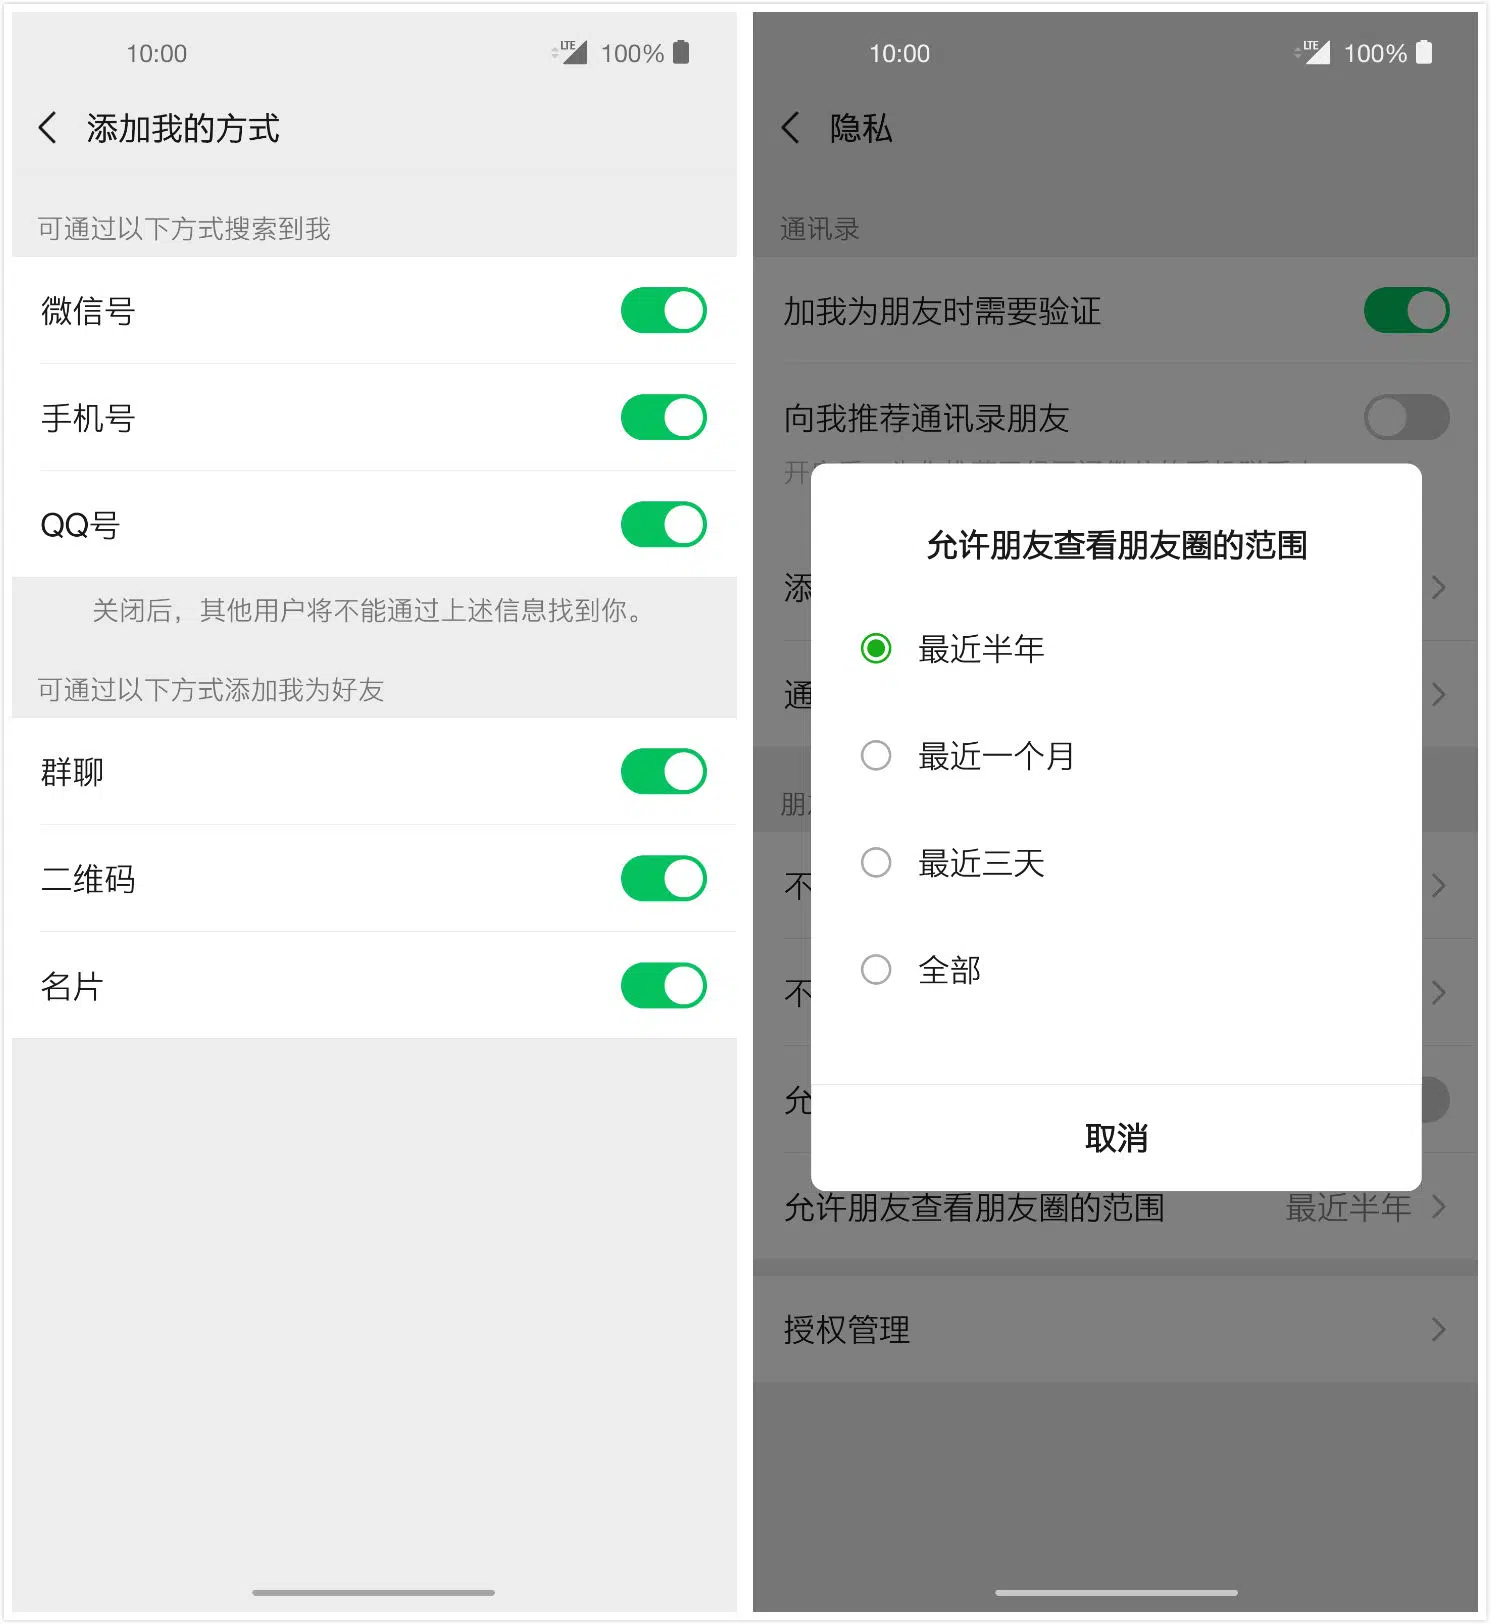 10:00
LTE 100%
添加我的方式
可通过以下方式搜索到我
微信号
手机号
QQ号
关闭后，其他用户将不能通过上述信息找到你。
可通过以下方式添加我为好友
群聊
二维码
名片
10:00
LTE 100%
隐私
通讯录
加我为朋友时需要验证
向我推荐通讯录朋友
开
添
通
朋
不
不
允
允许朋友查看朋友圈的范围
最近半年
最近一个月
最近三天
全部
取消
允许朋友查看朋友圈的范围 最近半年
授权管理